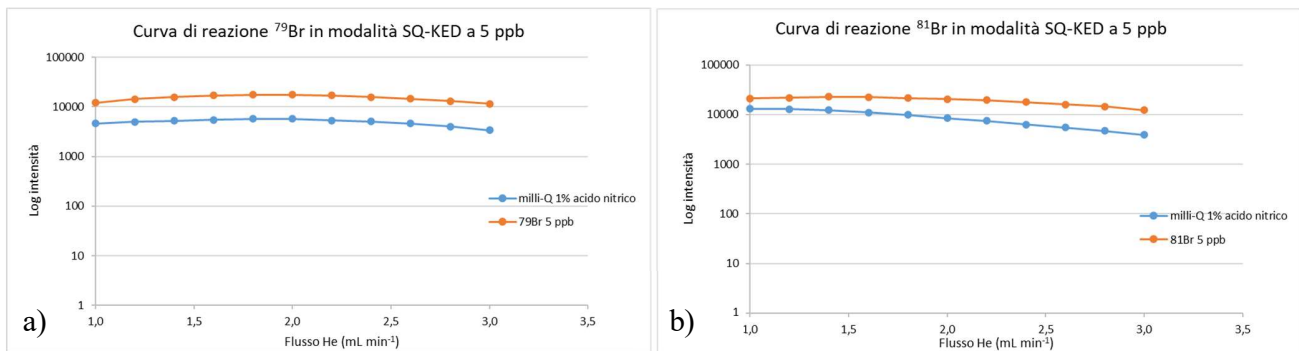 Curva di reazione ⁷⁹Br in modalità SQ-KED a 5 ppb
100000
10000
1000
100
10
1
Log intensità
1,0 1,5 2,0 2,5 3,0 3,5
Flusso He (mL min⁻¹)
milli-Q 1% acido nitrico
79Br 5 ppb
a)
Curva di reazione ⁸¹Br in modalità SQ-KED a 5 ppb
100000
10000
1000
100
10
1
Log intensità
1,0 1,5 2,0 2,5 3,0 3,5
Flusso He (mL min⁻¹)
milli-Q 1% acido nitrico
81Br 5 ppb
b)